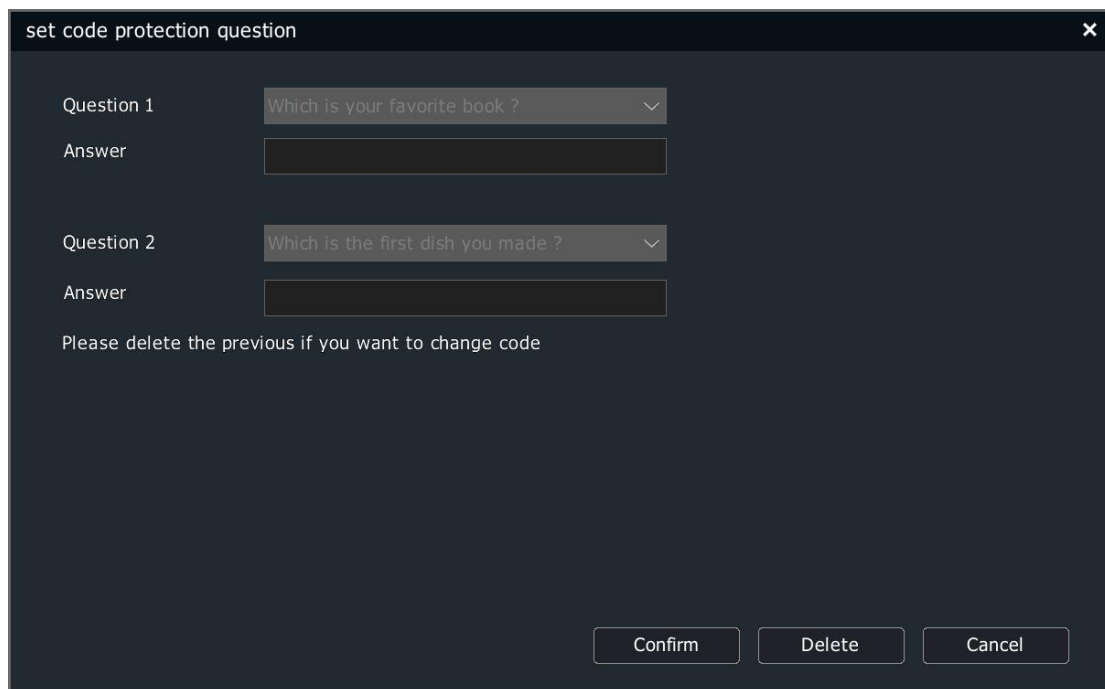 set code protection question
Question 1 Which is your favorite book ?
Answer
Question 2 Which is the first dish you made ?
Answer
Please delete the previous if you want to change code
Confirm Delete Cancel